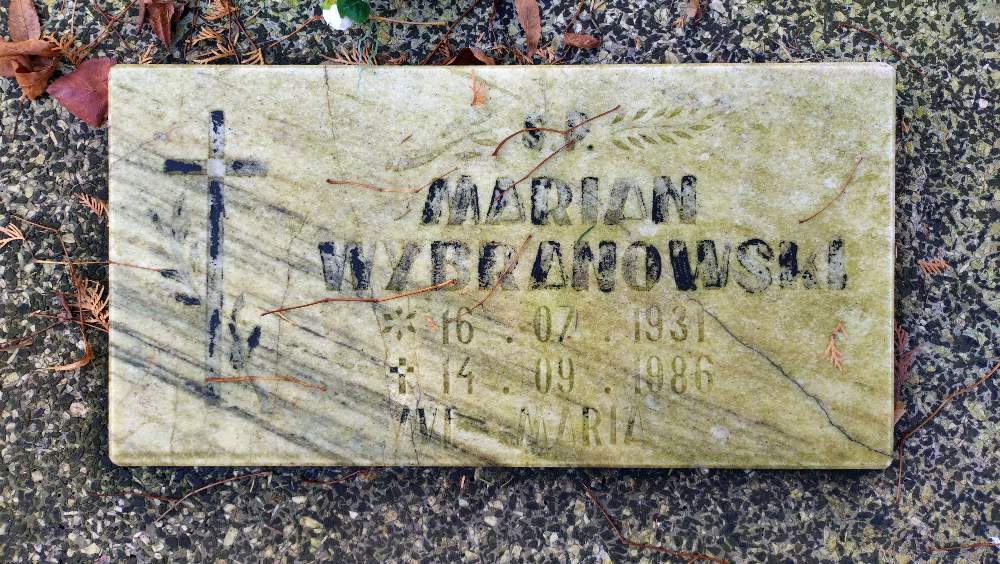 Ś P
MARIAN
WYBRANOWSKI
* 16 . 07 . 1931
✝ 14 . 09 . 1986
AVE MARIA